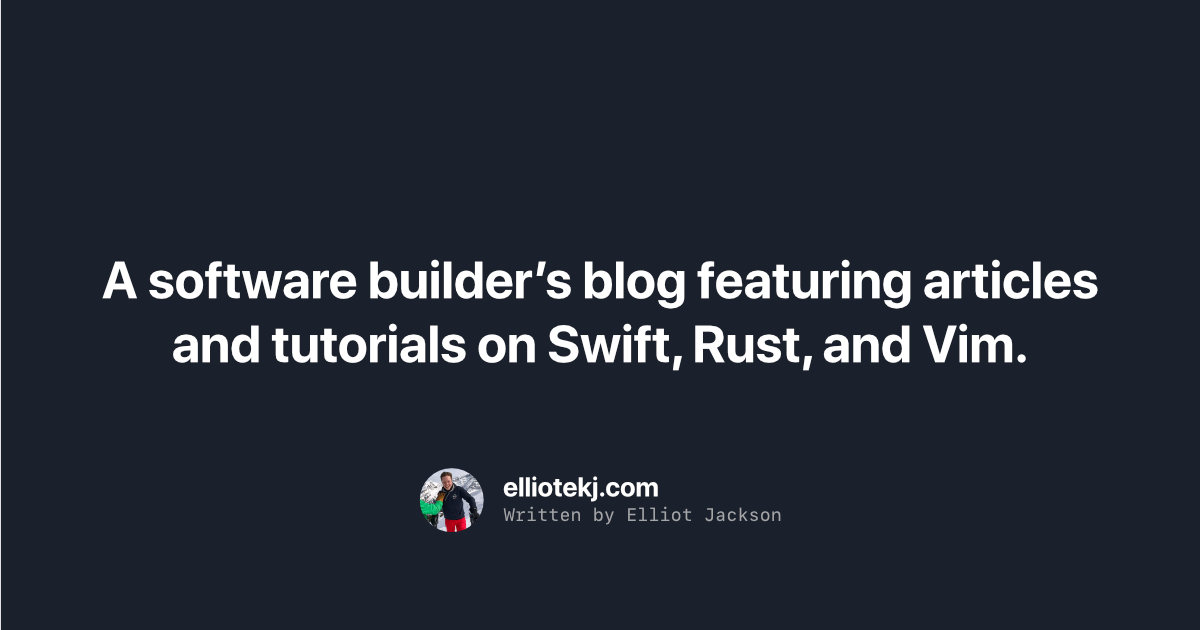 A software builder’s blog featuring articles
and tutorials on Swift, Rust, and Vim.
elliotekj.com
Written by Elliot Jackson